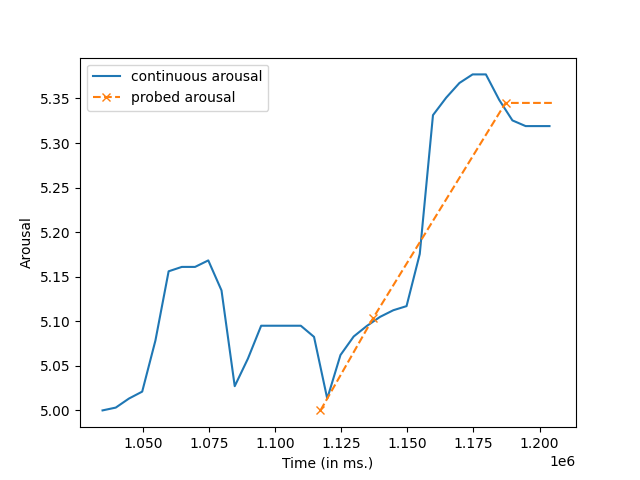 continuous arousal
probed arousal
5.35
5.30
5.25
5.20
5.15
5.10
5.05
5.00
Arousal
1.050 1.075 1.100 1.125 1.150 1.175 1.200
1e6
Time (in ms.)